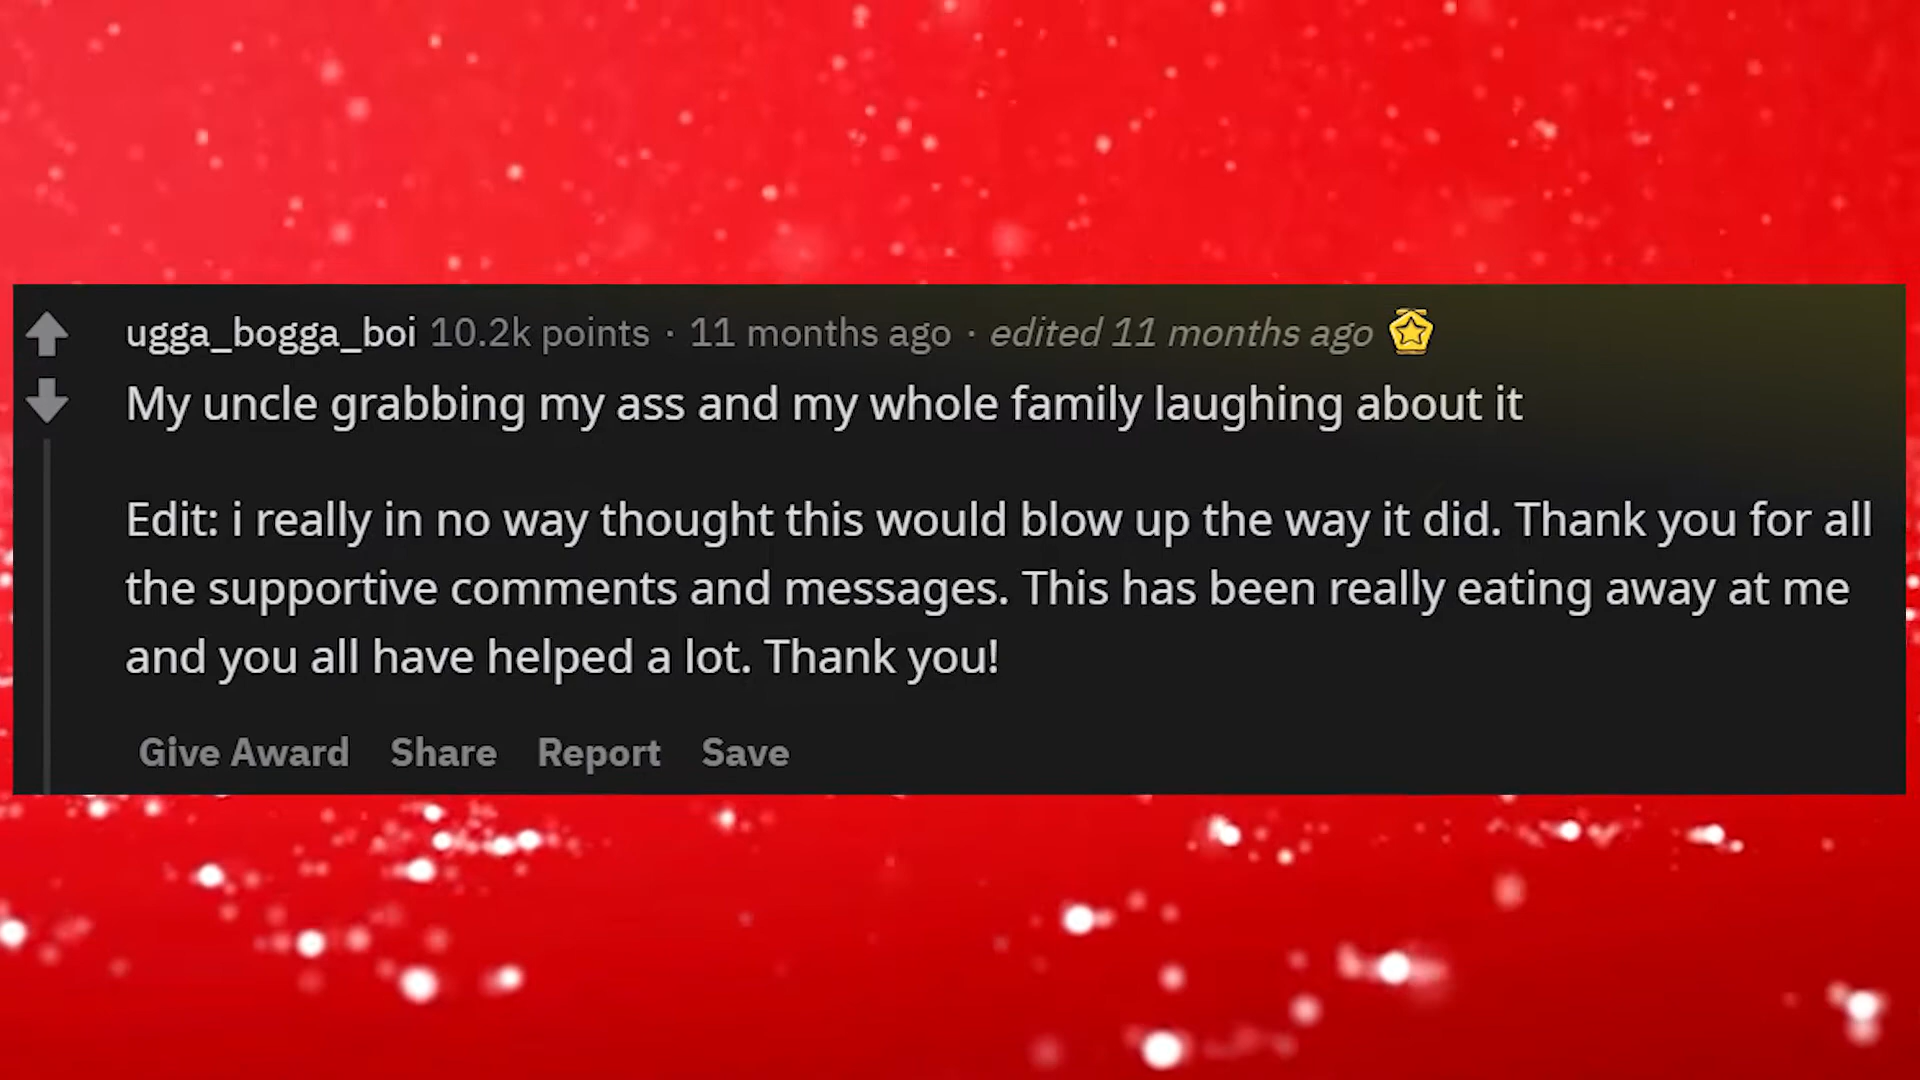 ugga_bogga_boi 10.2k points · 11 months ago · edited 11 months ago
My uncle grabbing my ass and my whole family laughing about it
Edit: i really in no way thought this would blow up the way it did. Thank you for all
the supportive comments and messages. This has been really eating away at me
and you all have helped a lot. Thank you!
Give Award Share Report Save